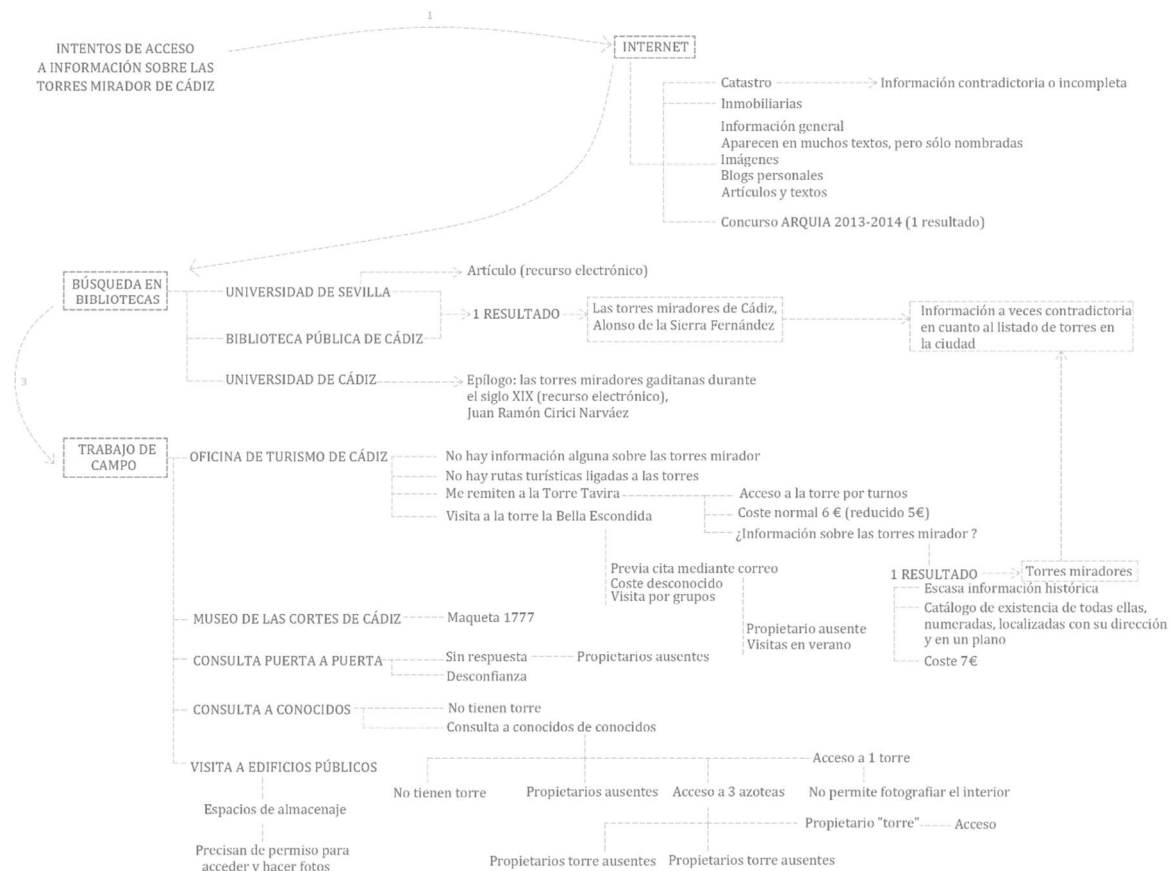 1
INTENTOS DE ACCESO
A INFORMACIÓN SOBRE LAS
TORRES MIRADOR DE CÁDIZ
INTERNET
Catastro
Información contradictoria o incompleta
Inmobiliarias
Información general
Aparecen en muchos textos, pero sólo nombradas
Imágenes
Blogs personales
Artículos y textos
Concurso ARQUIA 2013-2014 (1 resultado)
BÚSQUEDA EN
BIBLIOTECAS
Artículo (recurso electrónico)
UNIVERSIDAD DE SEVILLA
1 RESULTADO
Las torres miradores de Cádiz,
Alonso de la Sierra Fernández
Información a veces contradictoria
en cuanto al listado de torres en
la ciudad
BIBLIOTECA PÚBLICA DE CÁDIZ
UNIVERSIDAD DE CÁDIZ
Epílogo: las torres miradores gaditanas durante
el siglo XIX (recurso electrónico),
Juan Ramón Cirici Narváez
3
TRABAJO DE
CAMPO
OFICINA DE TURISMO DE CÁDIZ
No hay información alguna sobre las torres mirador
No hay rutas turísticas ligadas a las torres
Me remiten a la Torre Tavira
Acceso a la torre por turnos
Coste normal 6 € (reducido 5€)
¿Información sobre las torres mirador ?
Visita a la torre la Bella Escondida
Previa cita mediante correo
Coste desconocido
Visita por grupos
Propietario ausente
Visitas en verano
1 RESULTADO
Torres miradores
Escasa información histórica
Catálogo de existencia de todas ellas,
numeradas, localizadas con su dirección
y en un plano
Coste 7€
MUSEO DE LAS CORTES DE CÁDIZ
Maqueta 1777
CONSULTA PUERTA A PUERTA
Sin respuesta
Propietarios ausentes
Desconfianza
CONSULTA A CONOCIDOS
No tienen torre
Consulta a conocidos de conocidos
Acceso a 1 torre
No tienen torre
Propietarios ausentes
Acceso a 3 azoteas
No permite fotografiar el interior
Propietario "torre"
Acceso
Propietarios torre ausentes
Propietarios torre ausentes
VISITA A EDIFICIOS PÚBLICOS
Espacios de almacenaje
Precisan de permiso para
acceder y hacer fotos